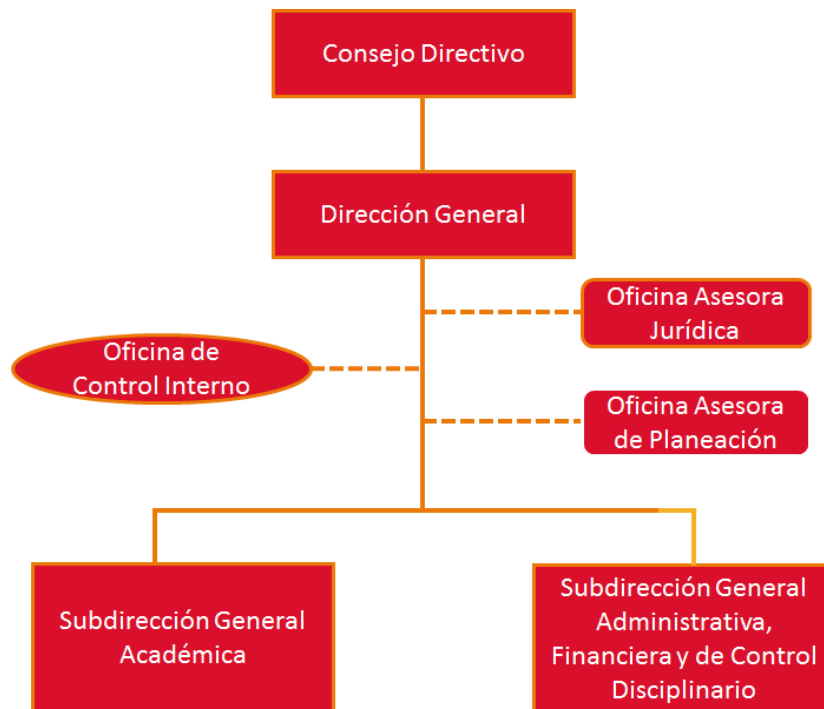 Consejo Directivo
Dirección General
Oficina Asesora
Jurídica
Oficina de
Control Interno
Oficina Asesora
de Planeación
Subdirección General
Académica
Subdirección General
Administrativa,
Financiera y de Control
Disciplinario